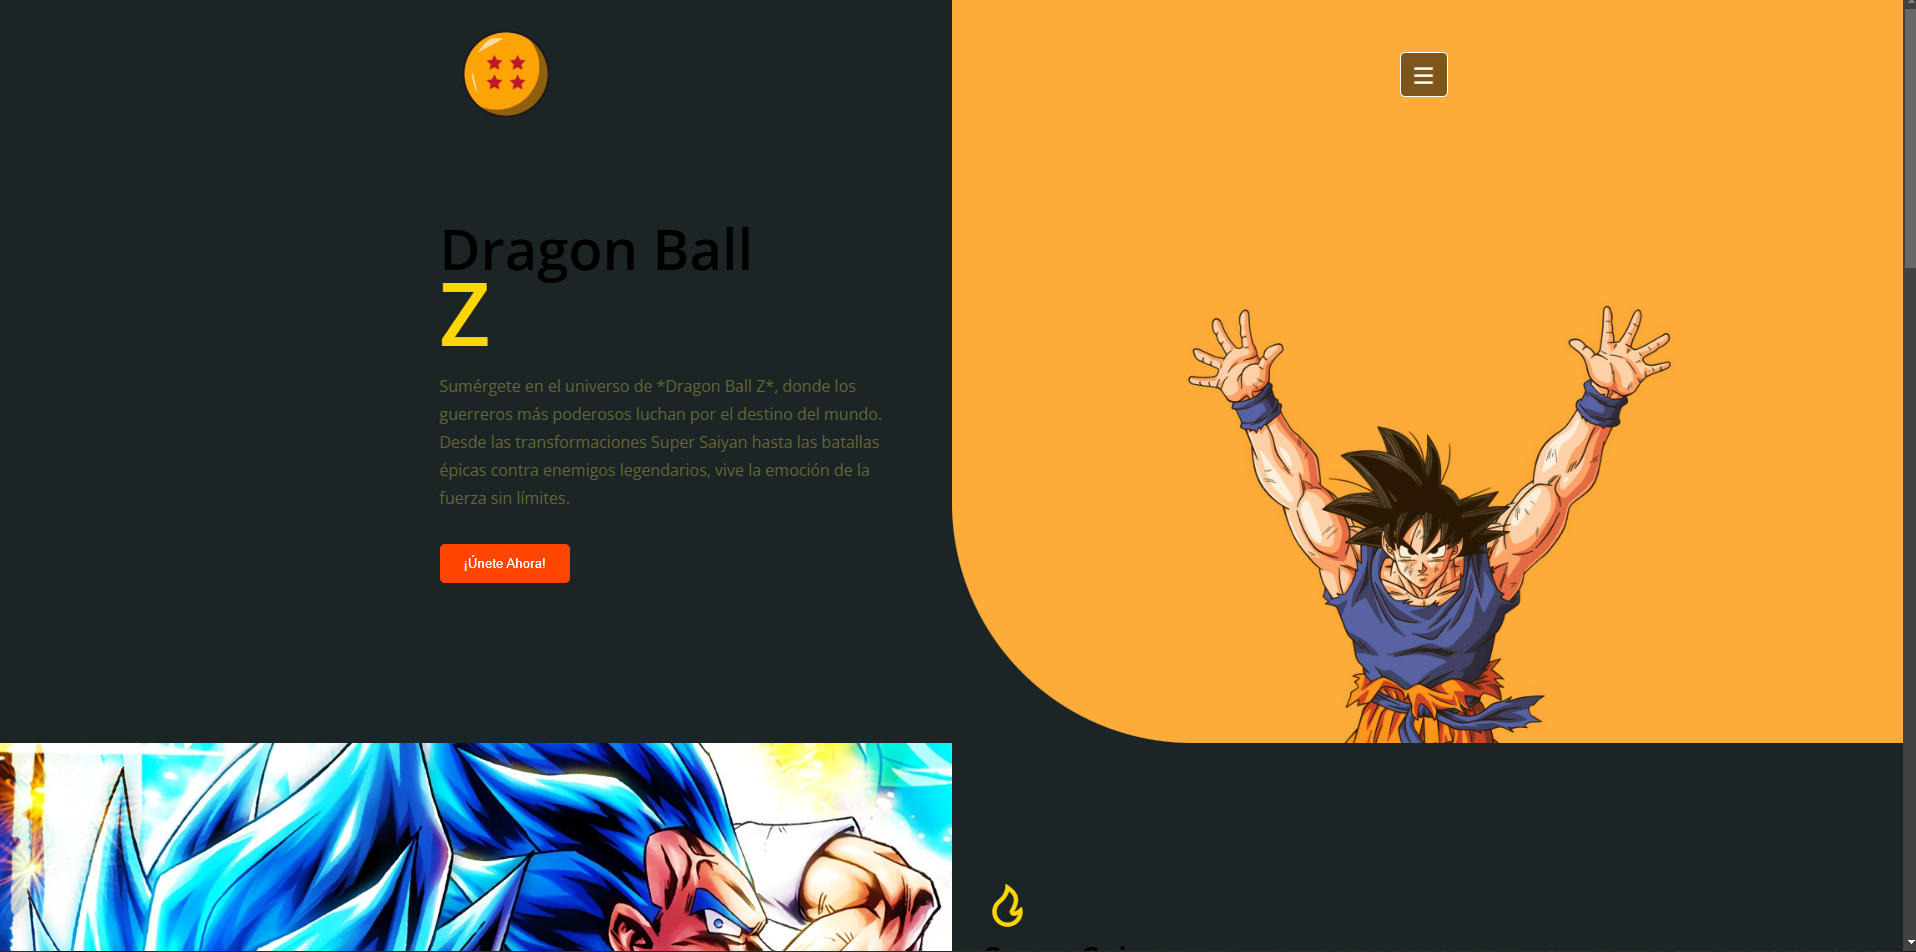 Dragon Ball
Z
Sumérgete en el universo de *Dragon Ball Z*, donde los
guerreros más poderosos luchan por el destino del mundo.
Desde las transformaciones Super Saiyan hasta las batallas
épicas contra enemigos legendarios, vive la emoción de la
fuerza sin límites.
¡Únete Ahora!